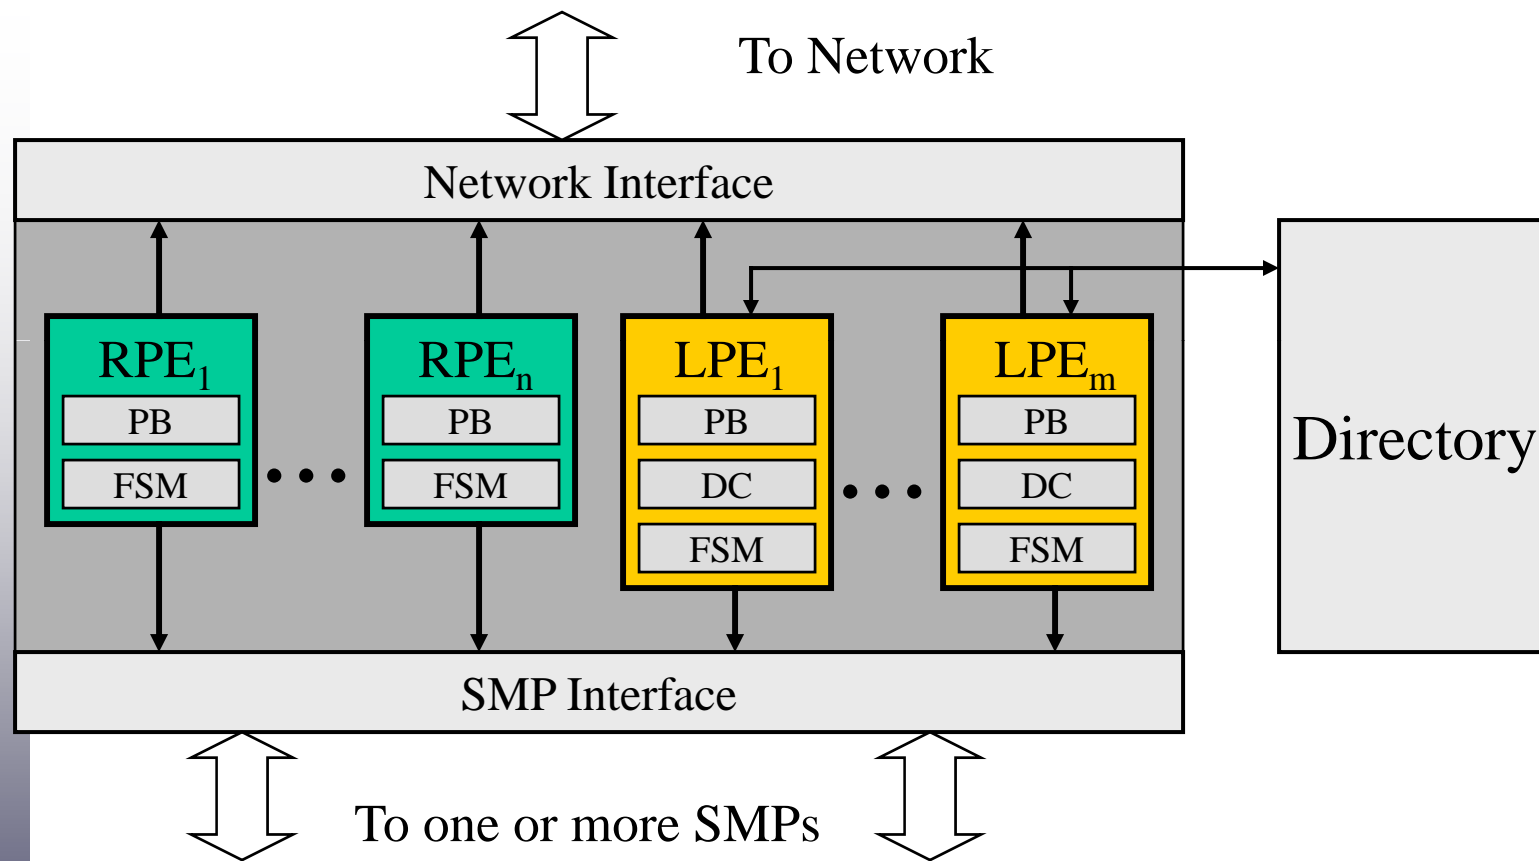 To Network
Network Interface
RPE₁
PB
FSM
RPEₙ
PB
FSM
LPE₁
PB
DC
FSM
LPEₘ
PB
DC
FSM
Directory
SMP Interface
To one or more SMPs